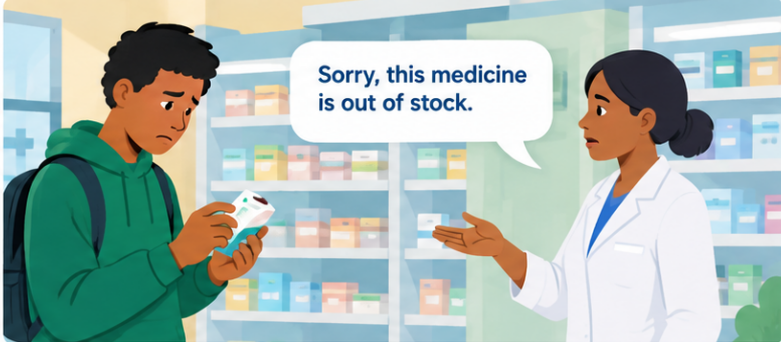 Sorry, this medicine
is out of stock.